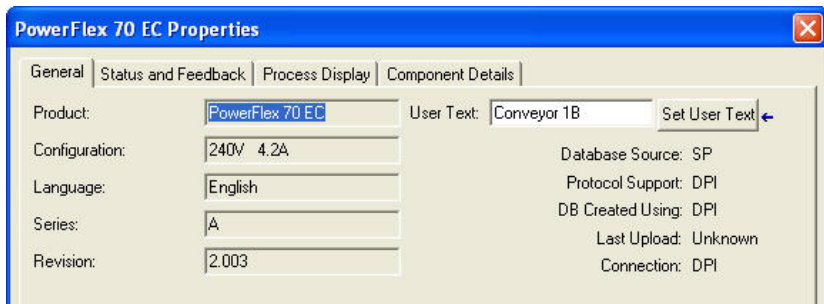 PowerFlex 70 EC Properties
General Status and Feedback Process Display Component Details
Product: PowerFlex 70 EC User Text: Conveyor 1B Set User Text
Configuration: 240V 4.2A Database Source: SP
Language: English Protocol Support: DPI
Series: A DB Created Using: DPI
Last Upload: Unknown
Revision: 2.003 Connection: DPI